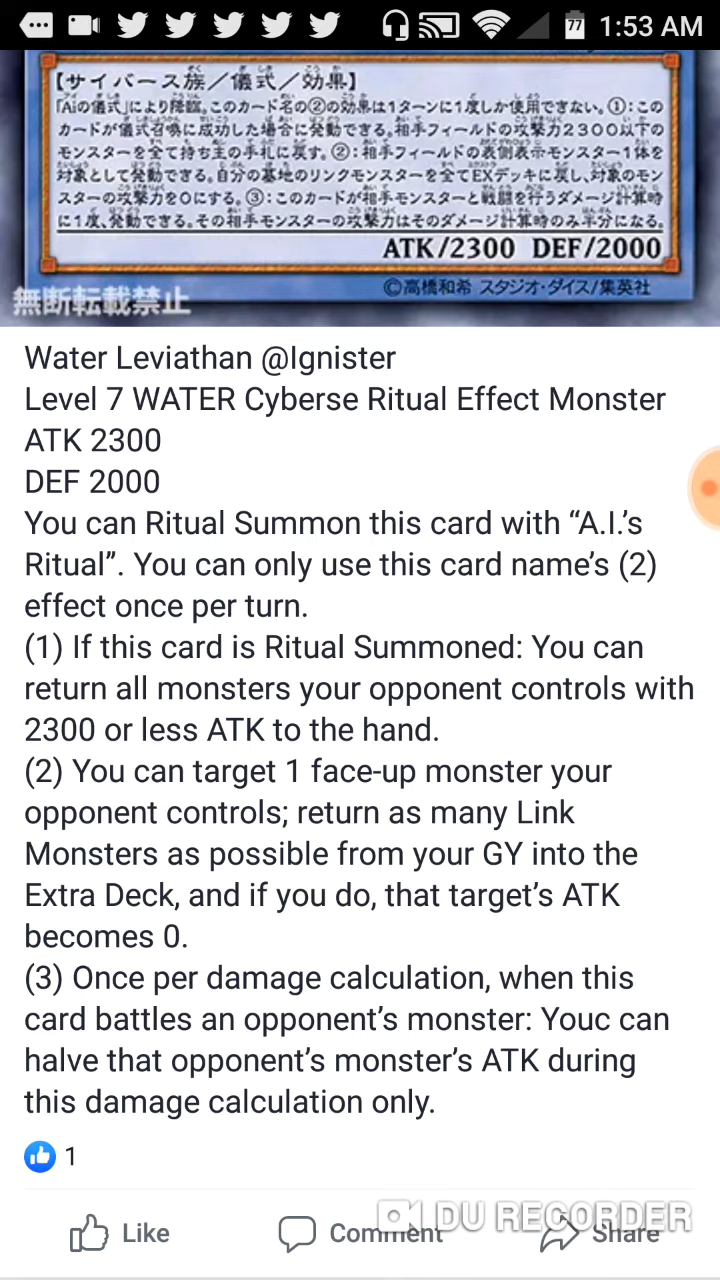 77 1:53 AM
【サイバース族/儀式/効果】
「Aiの儀式」により降臨。このカード名の②の効果は1ターンに1度しか使用できない。①:この
カードが儀式召喚に成功した場合に発動できる。相手フィールドの攻撃力2300以下の
モンスターを全て持ち主の手札に戻す。②:相手フィールドの表側表示モンスター1体を
対象として発動できる。自分の墓地のリンクモンスターを全てEXデッキに戻し、対象のモン
スターの攻撃力を0にする。③:このカードが相手モンスターと戦闘を行うダメージ計算時
に1度、発動できる。その相手モンスターの攻撃力はそのダメージ計算時のみ半分になる。
ATK/2300 DEF/2000
©高橋和希 スタジオ・ダイス/集英社
無断転載禁止
Water Leviathan @Ignister
Level 7 WATER Cyberse Ritual Effect Monster
ATK 2300
DEF 2000
You can Ritual Summon this card with “A.I.’s
Ritual”. You can only use this card name’s (2)
effect once per turn.
(1) If this card is Ritual Summoned: You can
return all monsters your opponent controls with
2300 or less ATK to the hand.
(2) You can target 1 face-up monster your
opponent controls; return as many Link
Monsters as possible from your GY into the
Extra Deck, and if you do, that target’s ATK
becomes 0.
(3) Once per damage calculation, when this
card battles an opponent’s monster: Youc can
halve that opponent’s monster’s ATK during
this damage calculation only.
1
Like Comment Share
DU RECORDER